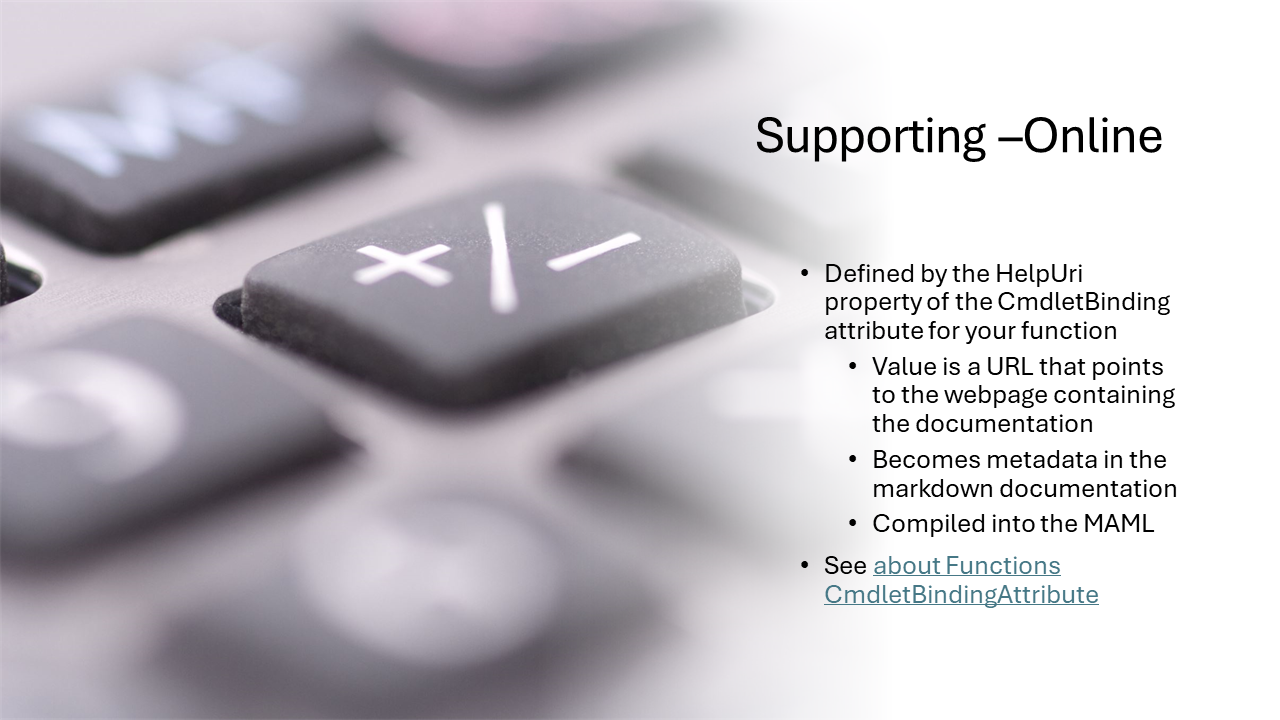 M+
+/−
Supporting –Online
• Defined by the HelpUri
property of the CmdletBinding
attribute for your function
• Value is a URL that points
to the webpage containing
the documentation
• Becomes metadata in the
markdown documentation
• Compiled into the MAML
• See about Functions
CmdletBindingAttribute